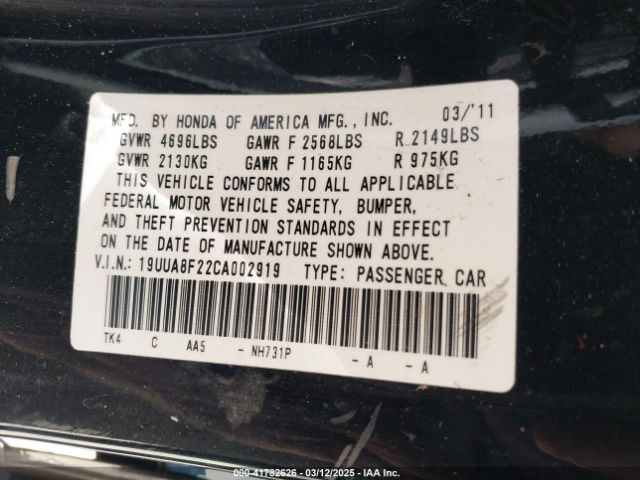 MFD. BY HONDA OF AMERICA MFG., INC. 03/'11
GVWR 4696LBS GAWR F 2568LBS R 2149LBS
GVWR 2130KG GAWR F 1165KG R 975KG
THIS VEHICLE CONFORMS TO ALL APPLICABLE
FEDERAL MOTOR VEHICLE SAFETY, BUMPER,
AND THEFT PREVENTION STANDARDS IN EFFECT
ON THE DATE OF MANUFACTURE SHOWN ABOVE.
V.I.N.: 19UUA8F22CA002919 TYPE: PASSENGER CAR
TK4 C AA5 - NH731P - A - A
00-41782626 - 03/12/2025 - IAA Inc.